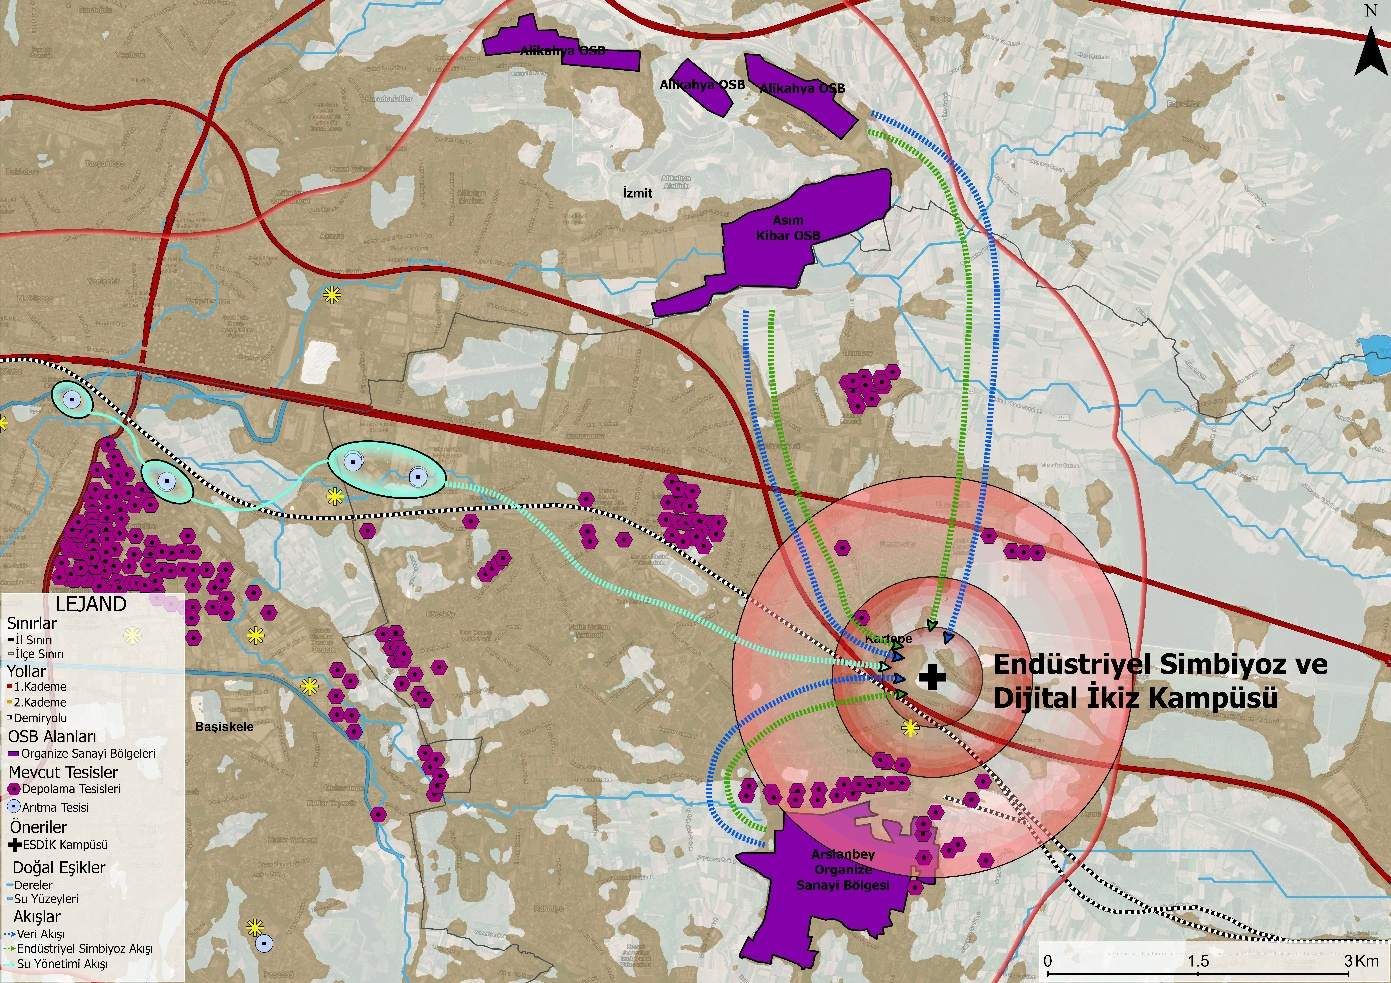 N
Alikahya OSB
Alikahya OSB
Alikahya OSB
İzmit
Asım
Kibar OSB
Kartepe
Endüstriyel Simbiyoz ve
Dijital İkiz Kampüsü
Başiskele
Arslanbey
Organize
Sanayi Bölgesi
LEJAND
Sınırlar
İl Sınırı
İlçe Sınırı
Yollar
1.Kademe
2.Kademe
Demiryolu
OSB Alanları
Organize Sanayi Bölgeleri
Mevcut Tesisler
Depolama Tesisleri
Arıtma Tesisi
Öneriler
ESDİK Kampüsü
Doğal Eşikler
Dereler
Su Yüzeyleri
Akışlar
Veri Akışı
Endüstriyel Simbiyoz Akışı
Su Yönetimi Akışı
0 1.5 3 Km